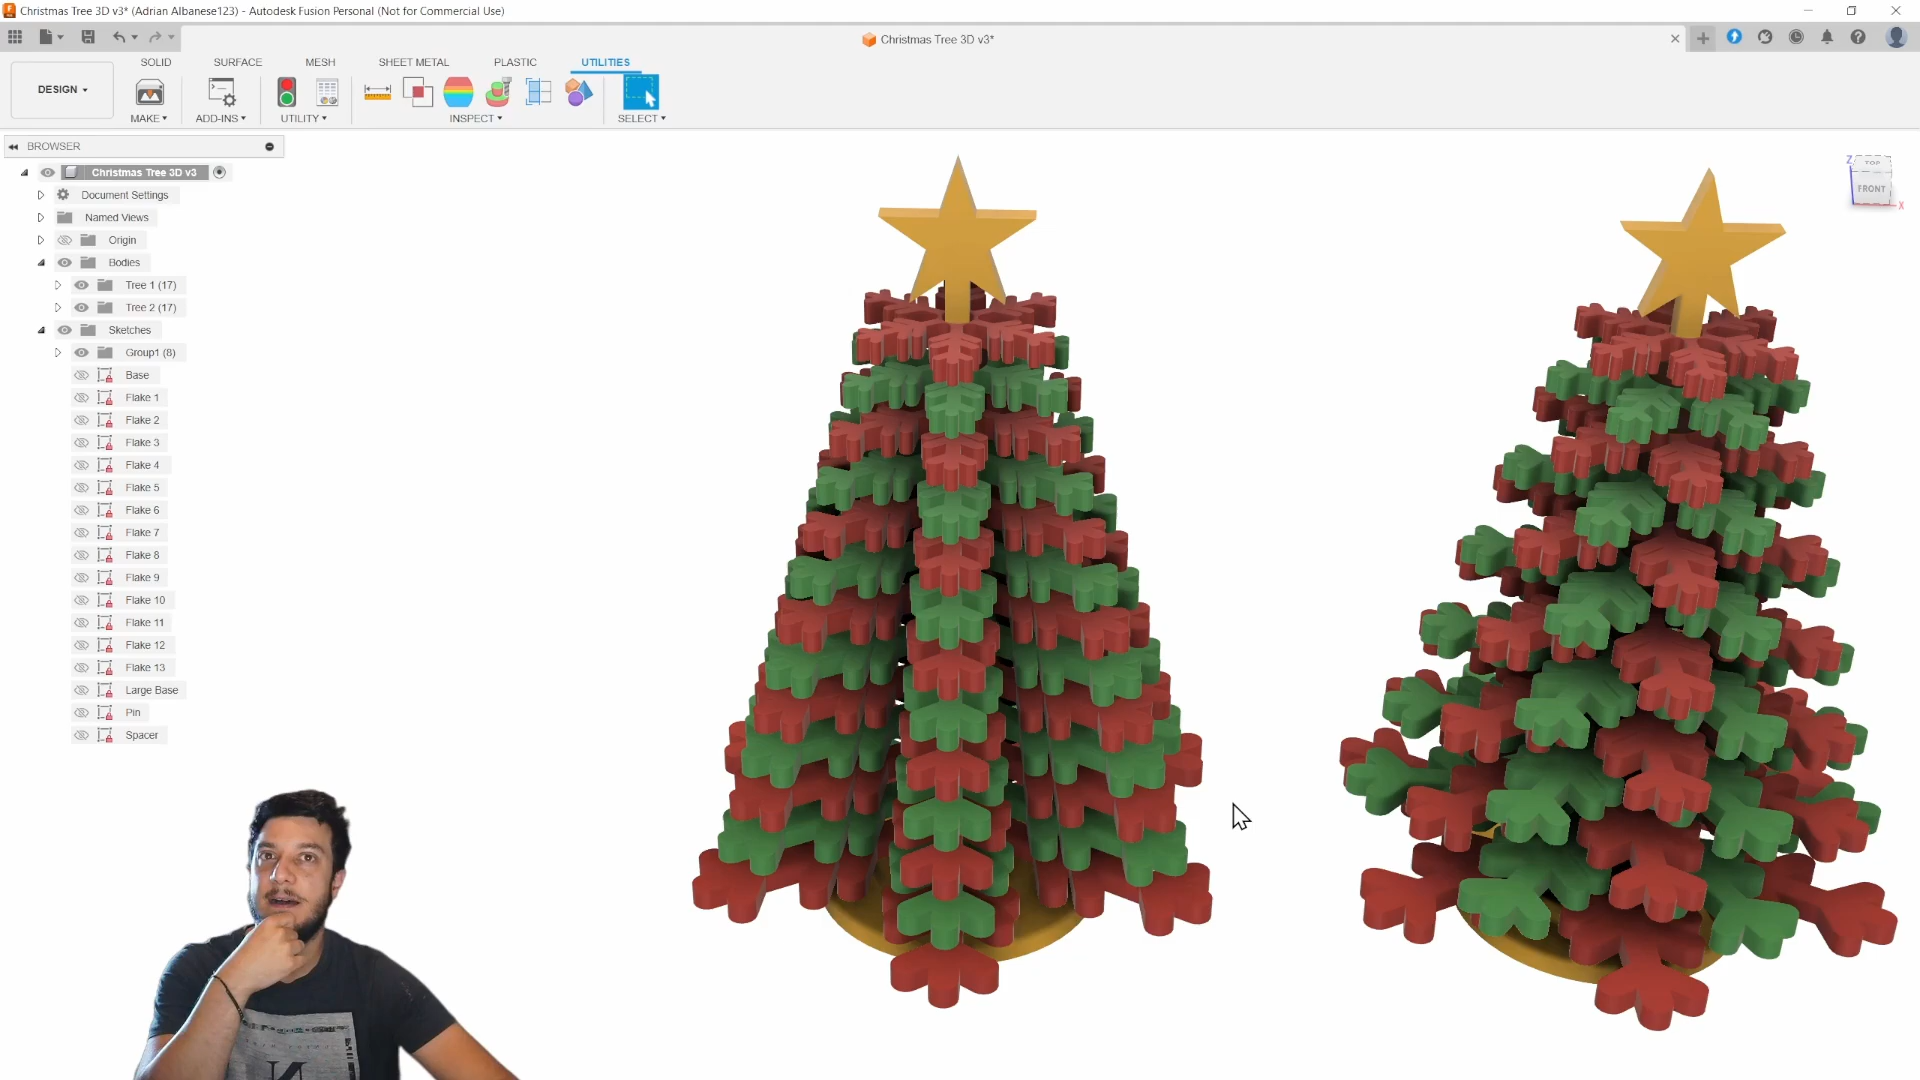 Christmas Tree 3D v3* (Adrian Albanese123) - Autodesk Fusion Personal (Not for Commercial Use)
Christmas Tree 3D v3*
SOLID SURFACE MESH SHEET METAL PLASTIC UTILITIES
DESIGN
MAKE ADD-INS UTILITY INSPECT SELECT
BROWSER
Christmas Tree 3D v3
Document Settings
Named Views
Origin
Bodies
Tree 1 (17)
Tree 2 (17)
Sketches
Group1 (8)
Base
Flake 1
Flake 2
Flake 3
Flake 4
Flake 5
Flake 6
Flake 7
Flake 8
Flake 9
Flake 10
Flake 11
Flake 12
Flake 13
Large Base
Pin
Spacer
Z
TOP
FRONT
X